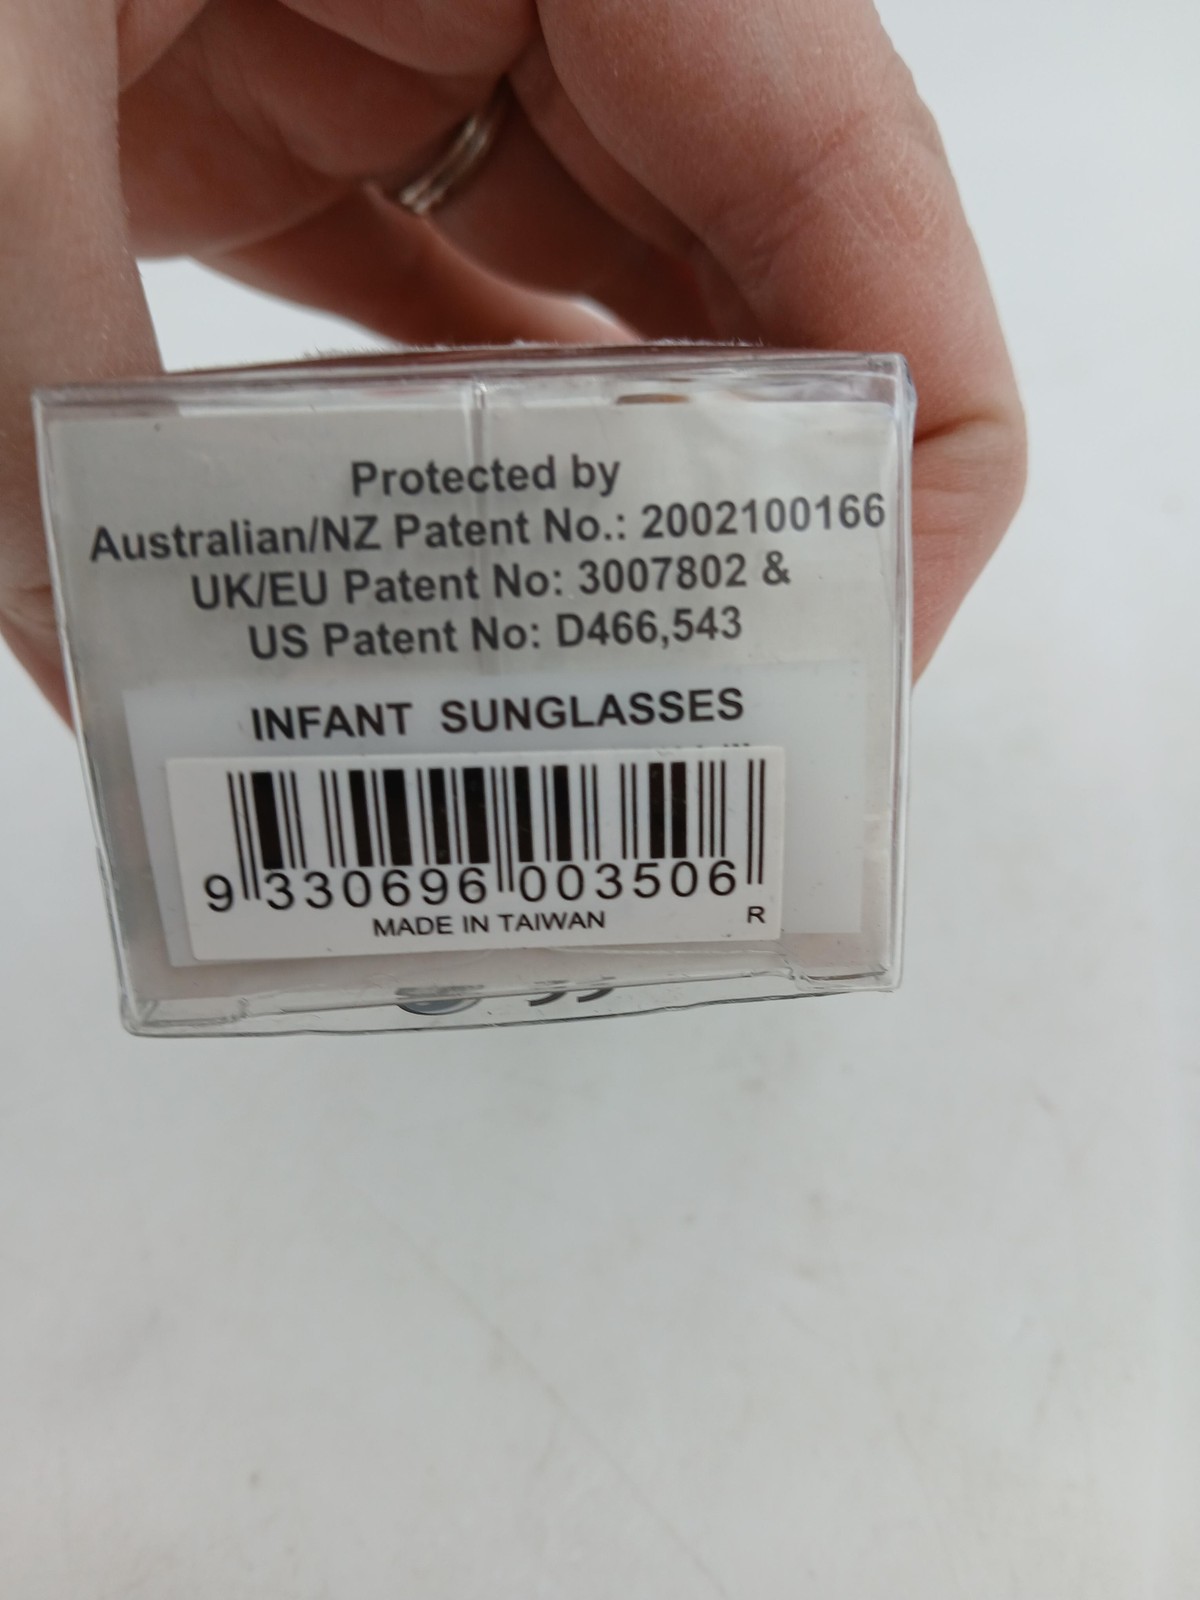 Protected by
Australian/NZ Patent No.: 2002100166
UK/EU Patent No: 3007802 &
US Patent No: D466,543
INFANT SUNGLASSES
9 330696 003506
MADE IN TAIWAN R